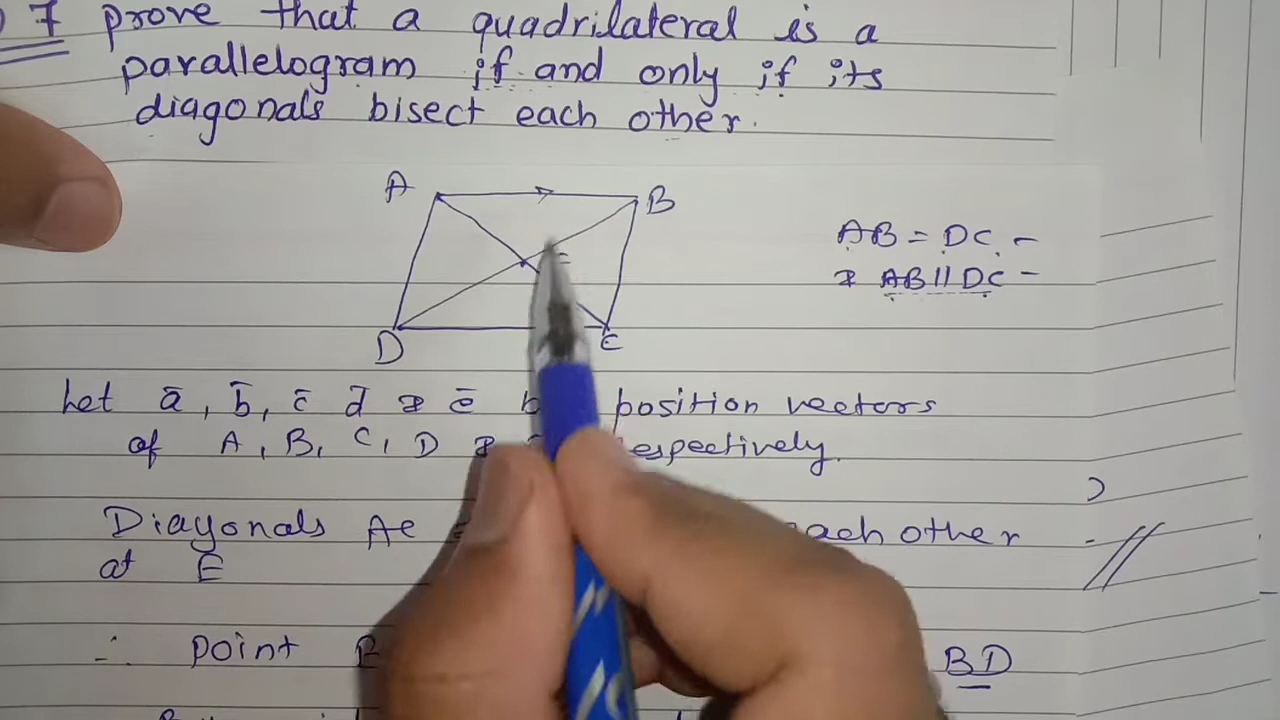 7 prove that a quadrilateral is a
parallelogram if and only if its
diagonals bisect each other.
A
B
AB = DC -
& AB || DC -
D
C
Let ā, b̄, c̄ d̄ & ē position vectors
of A, B, C, D & respectively.
Diagonals AC each other
at E
∴ point BD